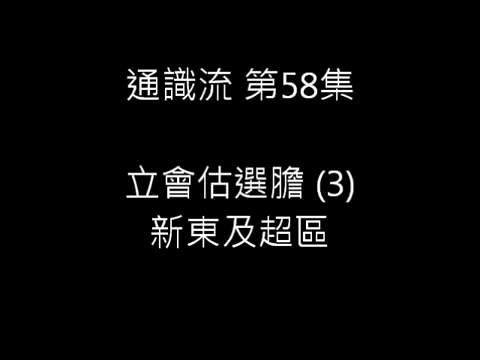 通識流 第58集
立會估選膽 (3)
新東及超區